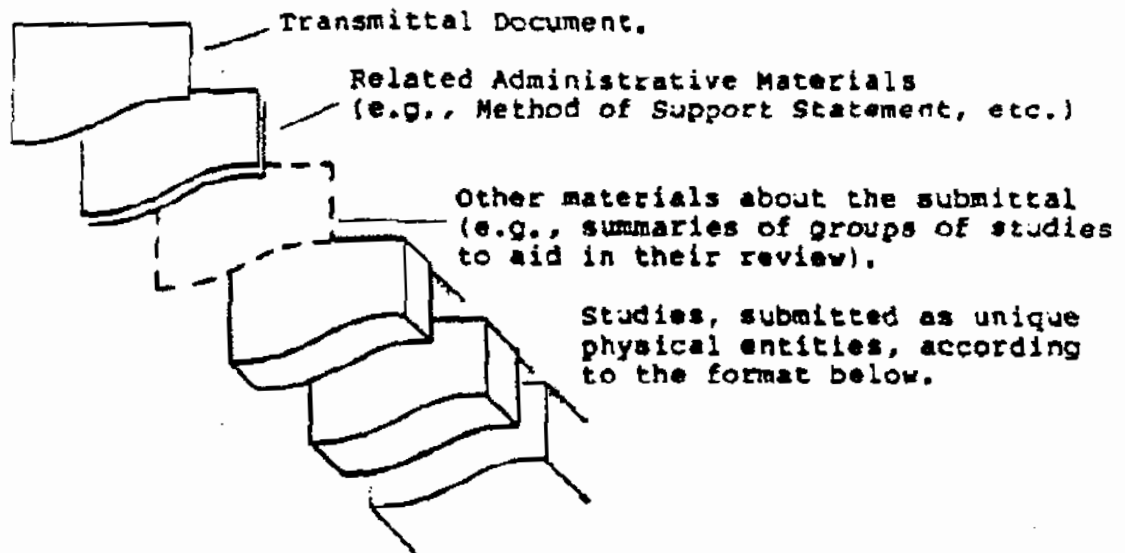 Transmittal Document.
Related Administrative Materials
(e.g., Method of Support Statement, etc.)
Other materials about the submittal
(e.g., summaries of groups of studies
to aid in their review).
Studies, submitted as unique
physical entities, according
to the format below.